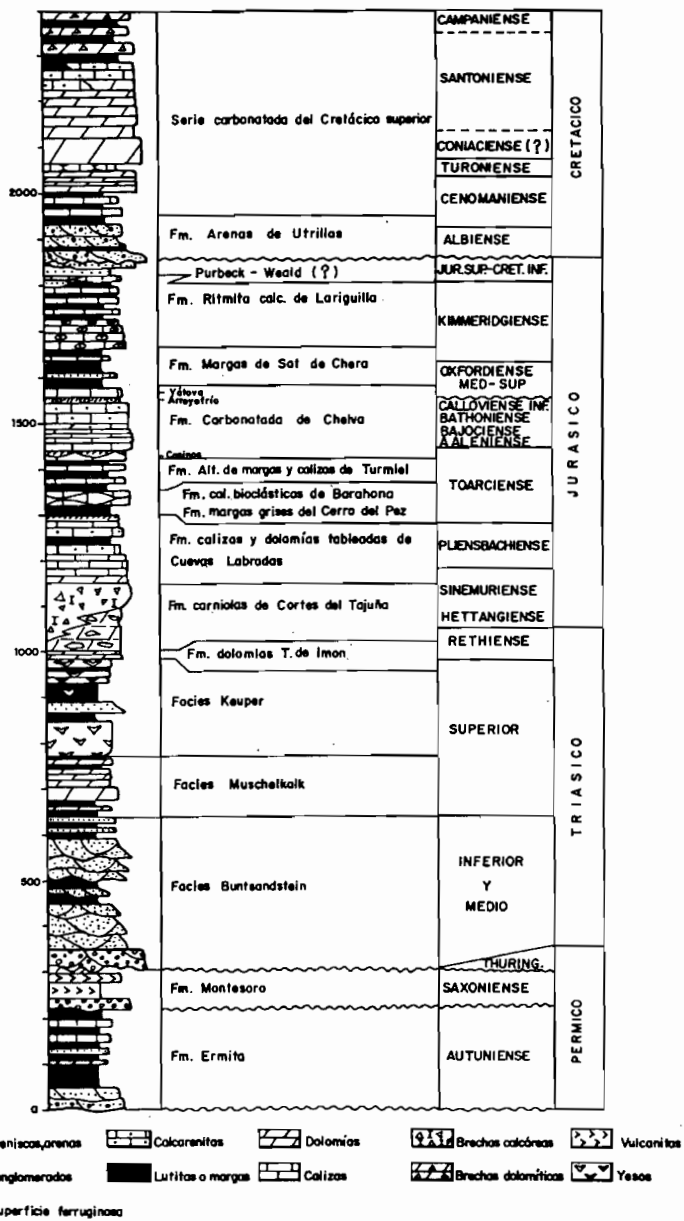 CAMPANIENSE
SANTONIENSE
Serie carbonatada del Cretácico superior
CONIACIENSE (?)
TURONIENSE
CENOMANIENSE
CRETACICO
2000
Fm. Arenas de Utrillas
ALBIENSE
Purbeck - Weald (?)
JUR. SUP-CRET. INF.
Fm. Ritmita calc. de Lariguilla
KIMMERIDGIENSE
Fm. Margas de Sot de Chera
OXFORDIENSE
MED-SUP
Yátova
Arroyofrío
1500
Fm. Carbonatada de Chelva
CALLOVIENSE INF.
BATHONIENSE
BAJOCIENSE
AALENIENSE
Casinos
JURASICO
Fm. Alt. de margas y calizas de Turmiel
TOARCIENSE
Fm. cal. bioclásticas de Barahona
Fm. margas grises del Cerro del Pez
Fm. calizas y dolomías tableadas de
Cuevas Labradas
PLIENSBACHIENSE
SINEMURIENSE
Fm. carniolas de Cortes del Tajuña
HETTANGIENSE
1000
RETHIENSE
Fm. dolomías T. de Imon
Facies Keuper
SUPERIOR
Facies Muschelkalk
TRIASICO
500
Facies Buntsandstein
INFERIOR
Y
MEDIO
THURING.
Fm. Montesoro
SAXONIENSE
Fm. Ermita
AUTUNIENSE
PERMICO
0
eniscas,arenas
Calcarenitas
Dolomías
Brechas calcáreas
Vulcanitas
nglomerados
Lutitas o margas
Calizas
Brechas dolomíticas
Yesos
uperficie ferruginosa